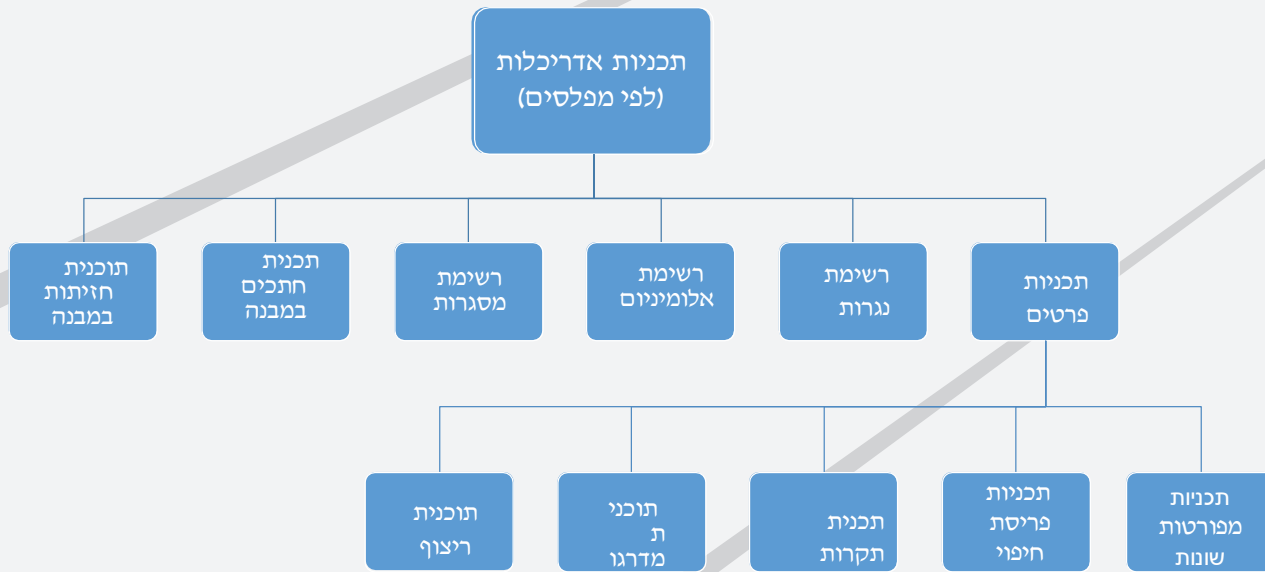 תכניות אדריכלות
(לפי מפלסים)
תכניות
פרטים
רשימת
נגרות
רשימת
אלומיניום
רשימת
מסגרות
תכנית
חתכים
במבנה
תוכנית
חזיתות
במבנה
תכניות
מפורטות
שונות
תכניות
פריסת
חיפוי
תכנית
תקרות
תוכני
ת
מדרגו
תוכנית
ריצוף